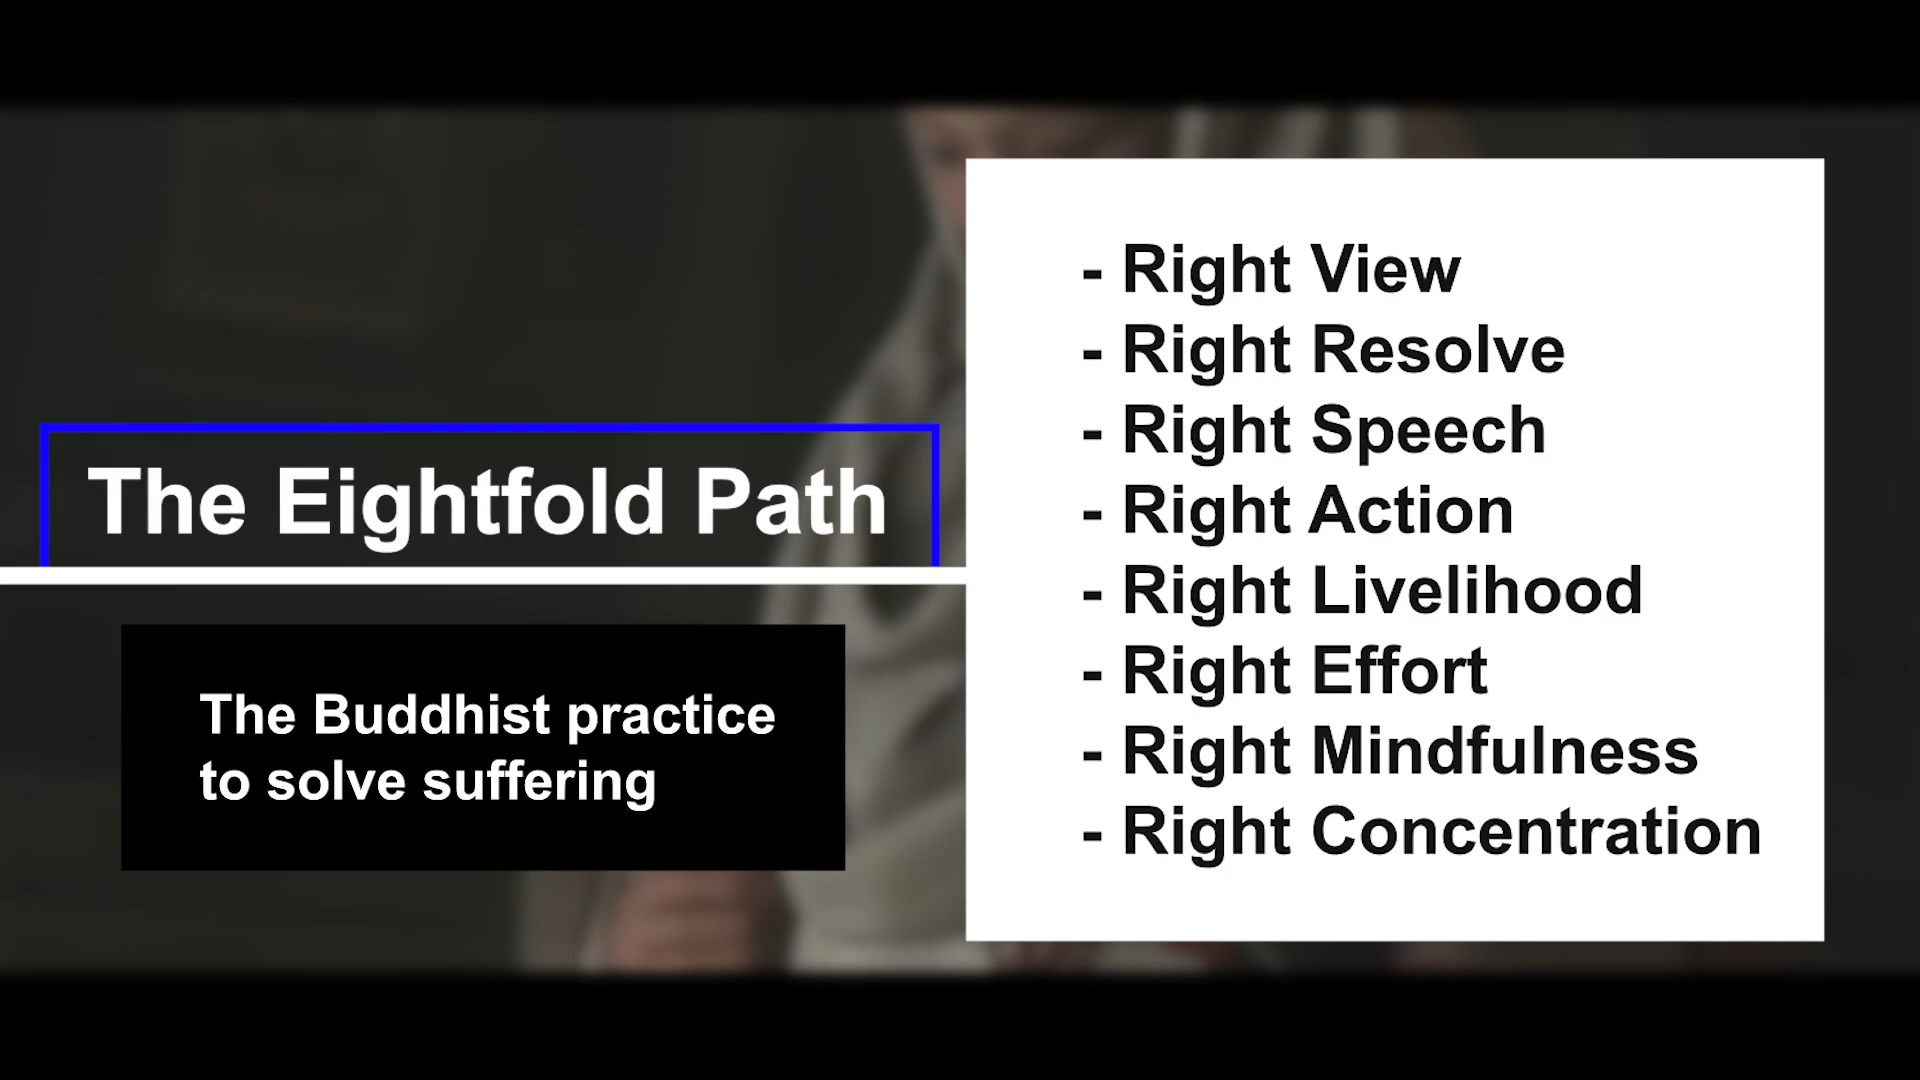 The Eightfold Path
The Buddhist practice
to solve suffering
- Right View
- Right Resolve
- Right Speech
- Right Action
- Right Livelihood
- Right Effort
- Right Mindfulness
- Right Concentration